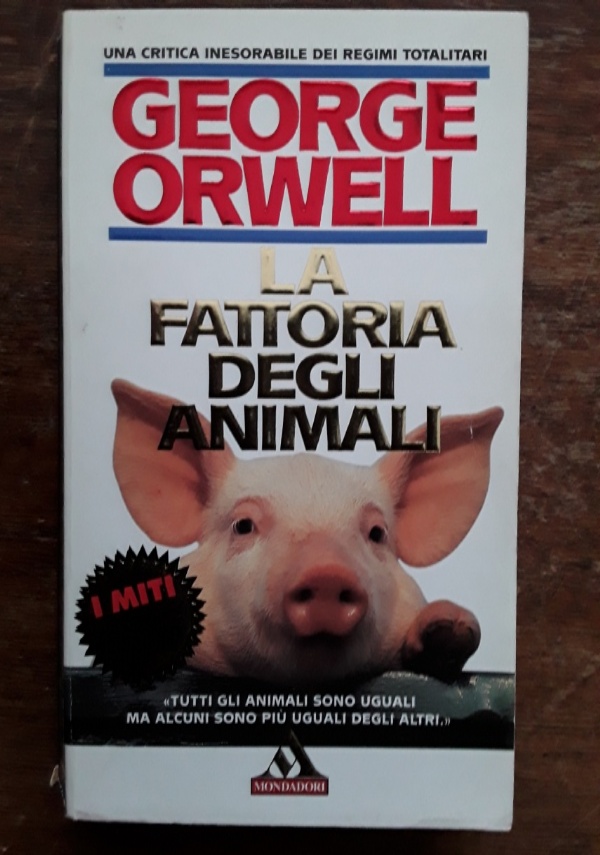 UNA CRITICA INESORABILE DEI REGIMI TOTALITARI
GEORGE
ORWELL
LA
FATTORIA
DEGLI
ANIMALI
I MITI
«TUTTI GLI ANIMALI SONO UGUALI
MA ALCUNI SONO PIÙ UGUALI DEGLI ALTRI.»
MONDADORI